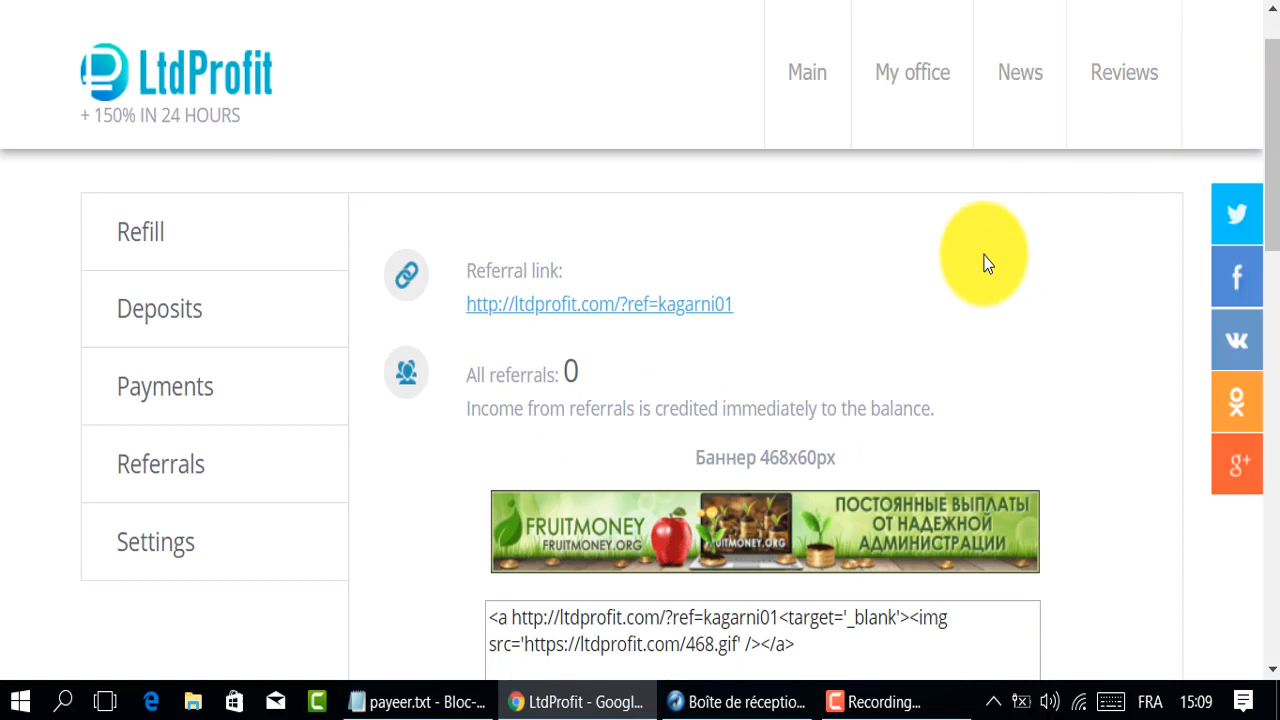 LtdProfit
+ 150% IN 24 HOURS
Main
My office
News
Reviews
Refill
Deposits
Payments
Referrals
Settings
Referral link:
http://ltdprofit.com/?ref=kagarni01
All referrals: 0
Income from referrals is credited immediately to the balance.
Баннер 468x60px
FRUITMONEY
FRUITMONEY.ORG
FRUITMONEY.ORG
ПОСТОЯННЫЕ ВЫПЛАТЫ
ОТ НАДЕЖНОЙ
АДМИНИСТРАЦИИ
<a http://ltdprofit.com/?ref=kagarni01<target='_blank'><img
src='https://ltdprofit.com/468.gif' /></a>
payeer.txt - Bloc-...
LtdProfit - Googl...
Boîte de réceptio...
Recording...
FRA
15:09